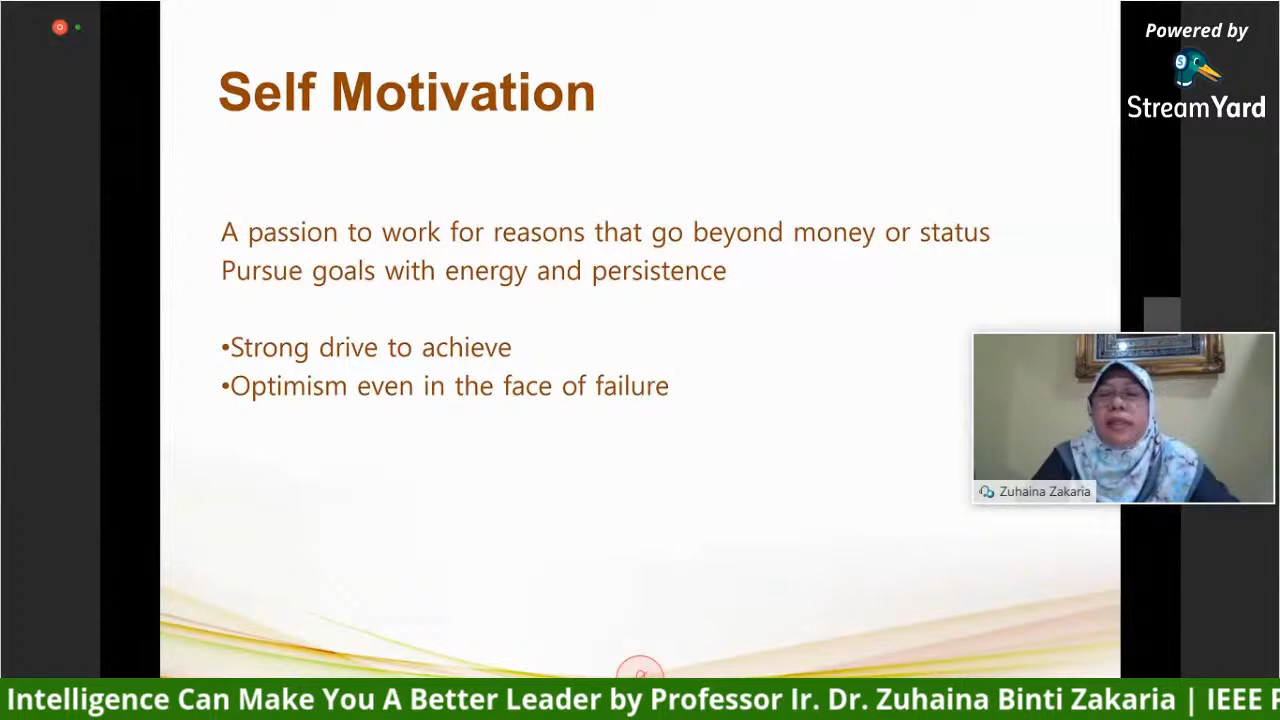 Powered by
StreamYard
Self Motivation
A passion to work for reasons that go beyond money or status
Pursue goals with energy and persistence
•Strong drive to achieve
•Optimism even in the face of failure
Zuhaina Zakaria
Intelligence Can Make You A Better Leader by Professor Ir. Dr. Zuhaina Binti Zakaria | IEEE